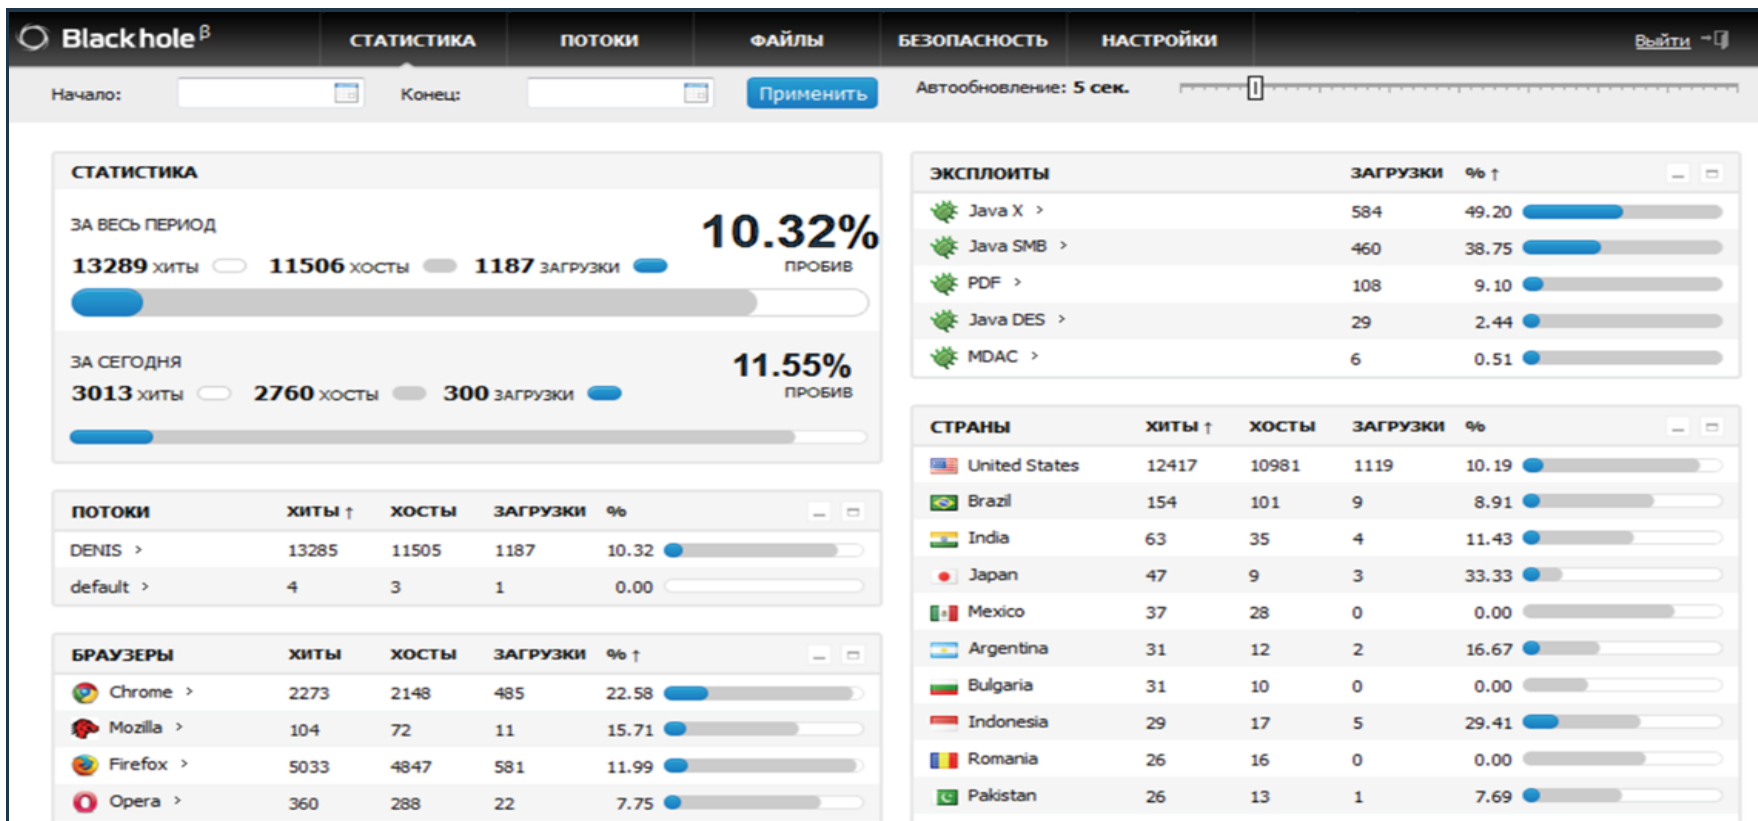 Blackhole β СТАТИСТИКА ПОТОКИ ФАЙЛЫ БЕЗОПАСНОСТЬ НАСТРОЙКИ Выйти
Начало: Конец: Применить Автообновление: 5 сек.
СТАТИСТИКА
ЗА ВЕСЬ ПЕРИОД
10.32%
13289 ХИТЫ 11506 ХОСТЫ 1187 ЗАГРУЗКИ ПРОБИВ
ЗА СЕГОДНЯ
11.55%
3013 ХИТЫ 2760 ХОСТЫ 300 ЗАГРУЗКИ ПРОБИВ
ПОТОКИ ХИТЫ ↑ ХОСТЫ ЗАГРУЗКИ %
DENIS > 13285 11505 1187 10.32
default > 4 3 1 0.00
БРАУЗЕРЫ ХИТЫ ХОСТЫ ЗАГРУЗКИ % ↑
Chrome > 2273 2148 485 22.58
Mozilla > 104 72 11 15.71
Firefox > 5033 4847 581 11.99
Opera > 360 288 22 7.75
ЭКСПЛОИТЫ ЗАГРУЗКИ % ↑
Java X > 584 49.20
Java SMB > 460 38.75
PDF > 108 9.10
Java DES > 29 2.44
MDAC > 6 0.51
СТРАНЫ ХИТЫ ↑ ХОСТЫ ЗАГРУЗКИ %
United States 12417 10981 1119 10.19
Brazil 154 101 9 8.91
India 63 35 4 11.43
Japan 47 9 3 33.33
Mexico 37 28 0 0.00
Argentina 31 12 2 16.67
Bulgaria 31 10 0 0.00
Indonesia 29 17 5 29.41
Romania 26 16 0 0.00
Pakistan 26 13 1 7.69